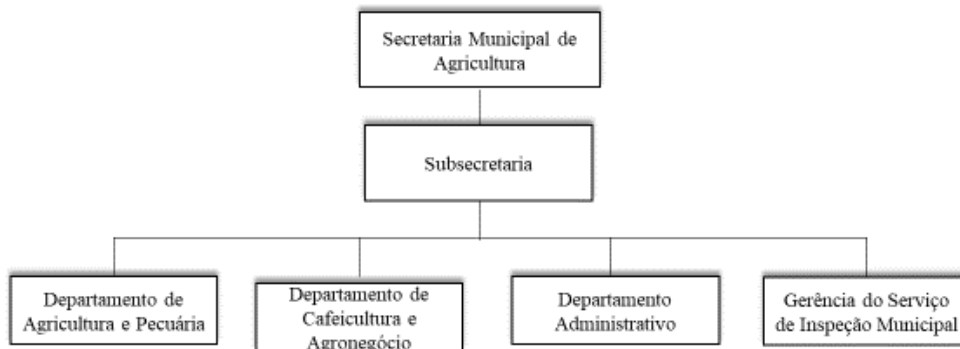 Secretaria Municipal de
Agricultura
Subsecretaria
Departamento de
Agricultura e Pecuária
Departamento de
Cafeicultura e
Agronegócio
Departamento
Administrativo
Gerência do Serviço
de Inspeção Municipal